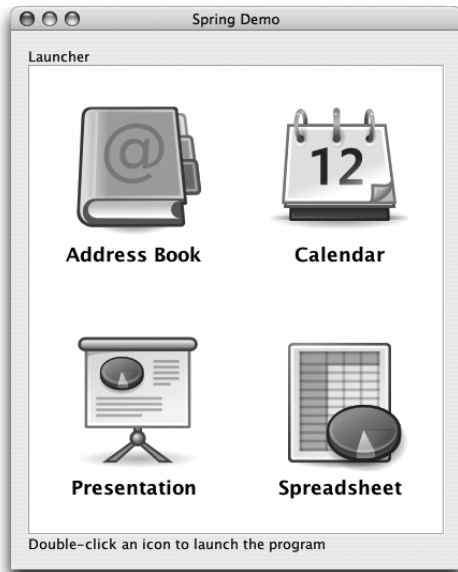 Spring Demo
Launcher
@
12
Address Book
Calendar
Presentation
Spreadsheet
Double-click an icon to launch the program